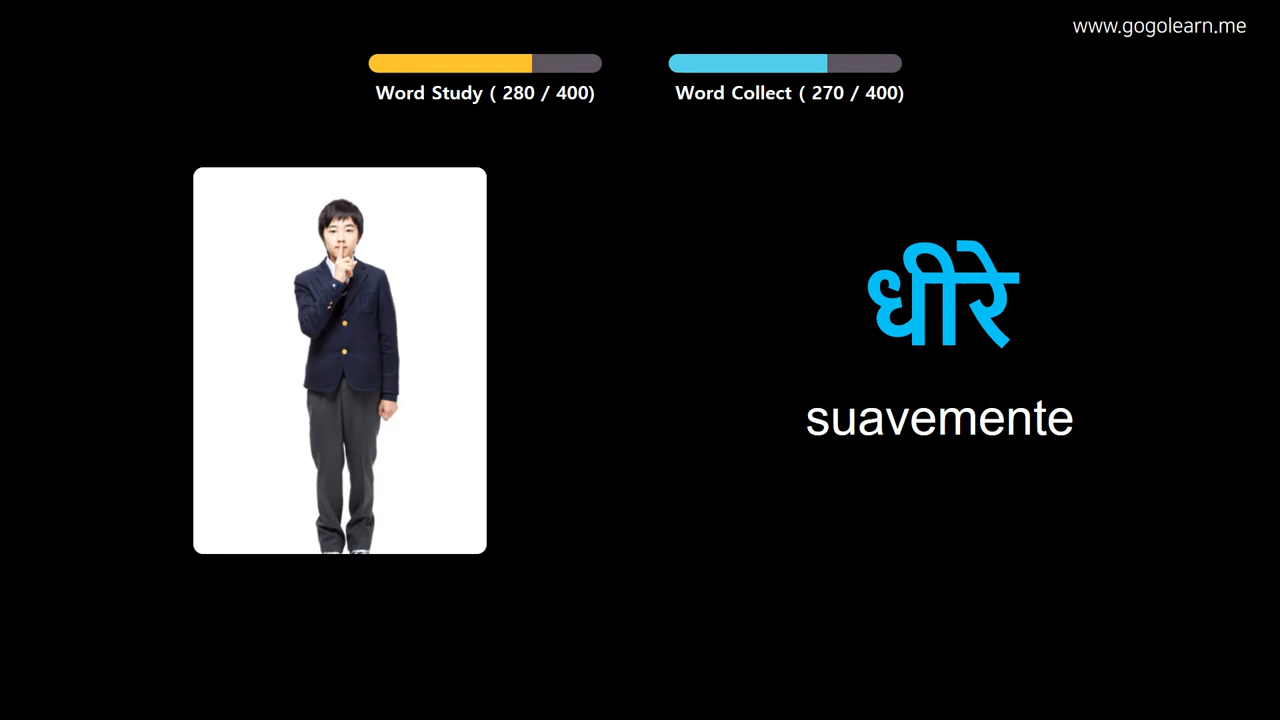 www.gogolearn.me
Word Study ( 280 / 400)
Word Collect ( 270 / 400)
धीरे
suavemente